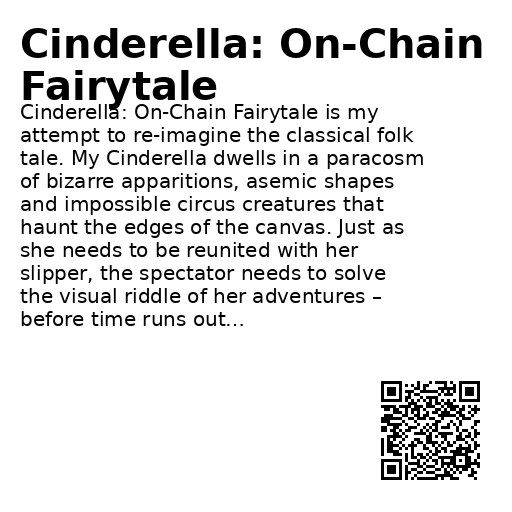 Cinderella: On-Chain
Fairytale
Cinderella: On-Chain Fairytale is my
attempt to re-imagine the classical folk
tale. My Cinderella dwells in a paracosm
of bizarre apparitions, asemic shapes
and impossible circus creatures that
haunt the edges of the canvas. Just as
she needs to be reunited with her
slipper, the spectator needs to solve
the visual riddle of her adventures –
before time runs out...